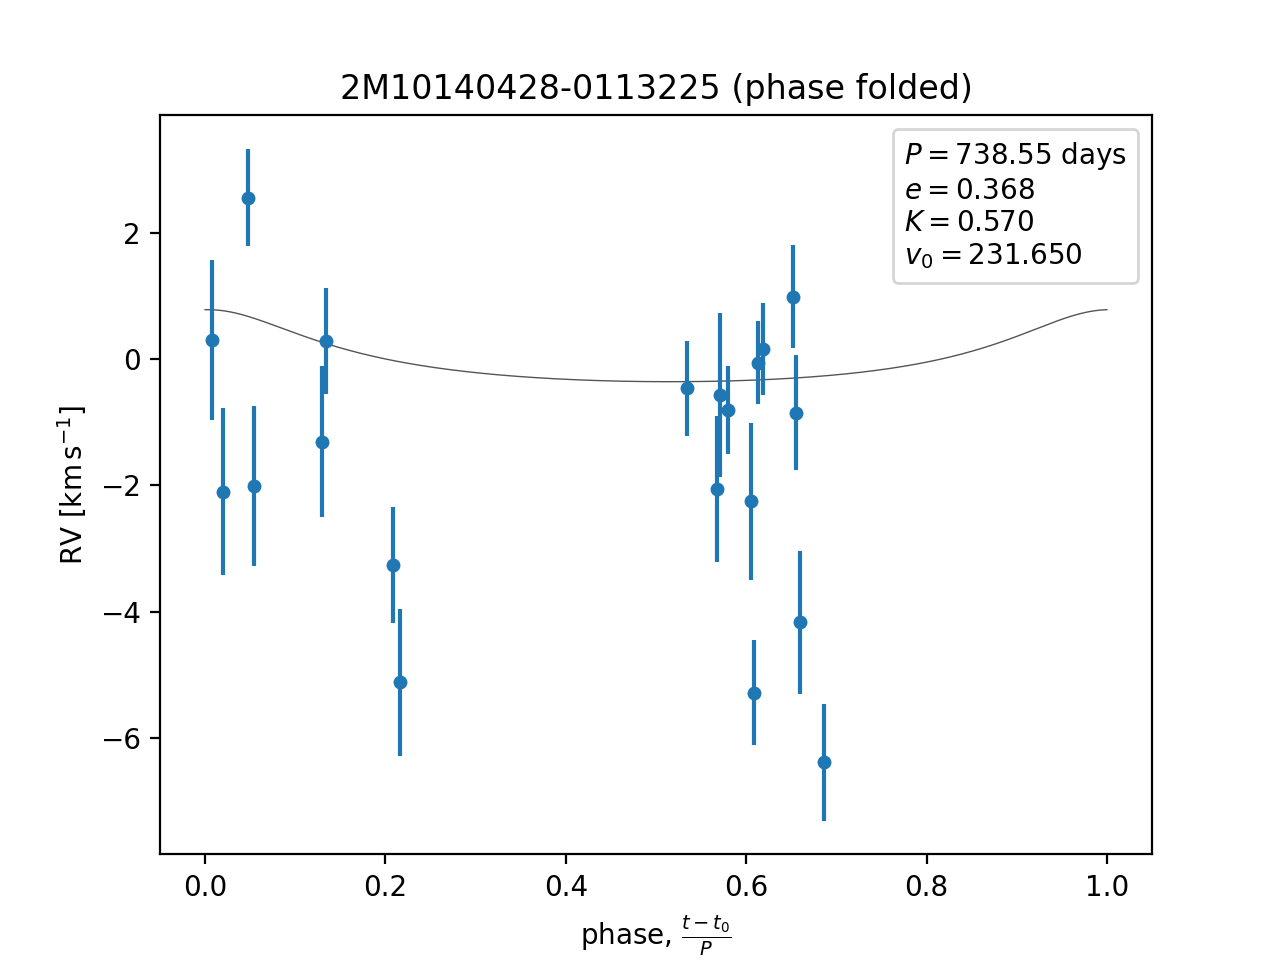 2M10140428-0113225 (phase folded)
P = 738.55 days
e = 0.368
K = 0.570
v₀ = 231.650
2
0
−2
−4
−6
RV [km s⁻¹]
0.0 0.2 0.4 0.6 0.8 1.0
phase, (t − t₀)/P